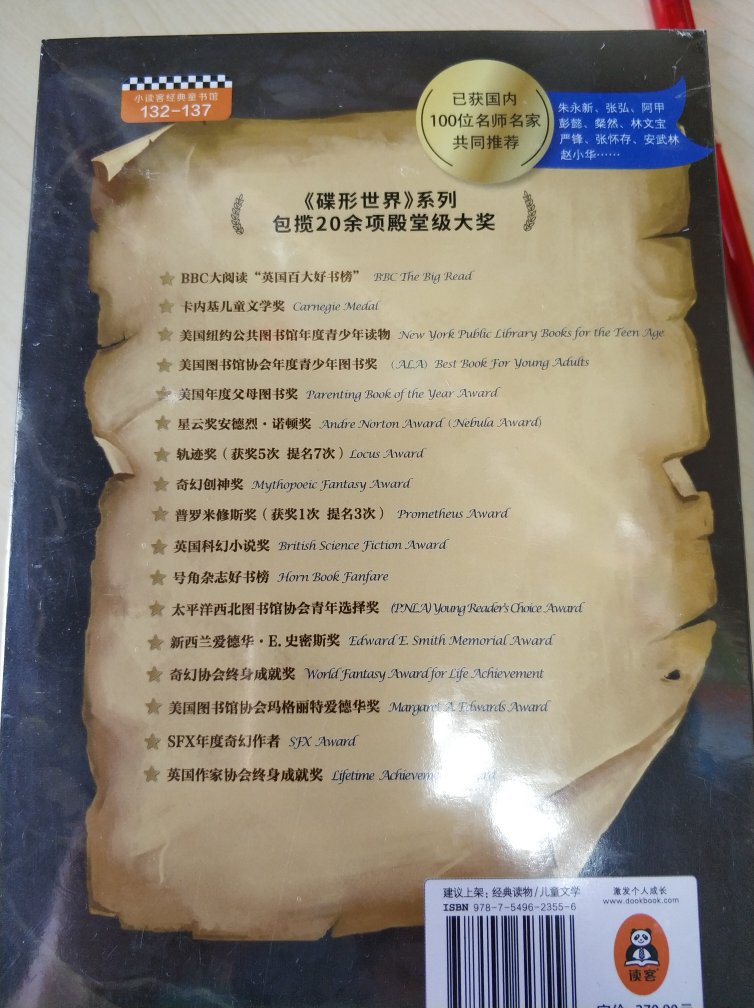 小读客经典童书馆
132-137
已获国内
100位名师名家
共同推荐
朱永新、张弘、阿甲
彭懿、粲然、林文宝
严锋、张怀存、安武林
赵小华……
《碟形世界》系列
包揽20余项殿堂级大奖
BBC大阅读“英国百大好书榜” BBC The Big Read
卡内基儿童文学奖 Carnegie Medal
美国纽约公共图书馆年度青少年读物 New York Public Library Books for the Teen Age
美国图书馆协会年度青少年图书奖 (ALA) Best Book For Young Adults
美国年度父母图书奖 Parenting Book of the Year Award
星云奖安德烈·诺顿奖 Andre Norton Award (Nebula Award)
轨迹奖(获奖5次 提名7次) Locus Award
奇幻创神奖 Mythopoeic Fantasy Award
普罗米修斯奖(获奖1次 提名3次) Prometheus Award
英国科幻小说奖 British Science Fiction Award
号角杂志好书榜 Horn Book Fanfare
太平洋西北图书馆协会青年选择奖 (PNLA) Young Reader's Choice Award
新西兰爱德华·E.史密斯奖 Edward E. Smith Memorial Award
奇幻协会终身成就奖 World Fantasy Award for Life Achievement
美国图书馆协会玛格丽特爱德华奖 Margaret A Edwards Award
SFX年度奇幻作者 SFX Award
英国作家协会终身成就奖 Lifetime
建议上架:经典读物/儿童文学
ISBN 978-7-5496-2355-6
激发个人成长
www.dookbook.com
读客